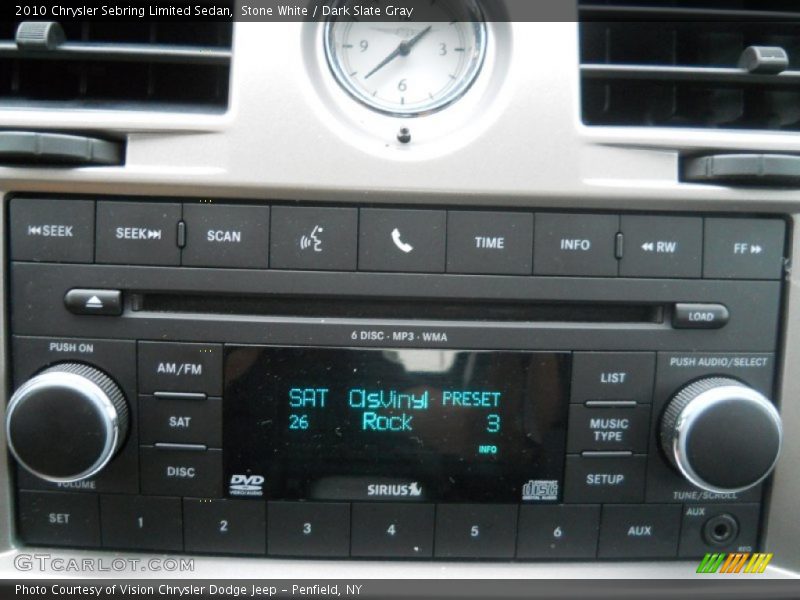 2010 Chrysler Sebring Limited Sedan, Stone White / Dark Slate Gray
9 3
6
SEEK SEEK SCAN TIME INFO RW FF
LOAD
6 DISC · MP3 · WMA
PUSH ON
PUSH AUDIO/SELECT
AM/FM
LIST
SAT ClsVinyl PRESET
26 Rock 3
SAT
MUSIC TYPE
INFO
DISC
SETUP
VOLUME
DVD VIDEO
SIRIUS
disc
TUNE/SCROLL
SET 1 2 3 4 5 6 AUX
AUX
GTCarLot.com
Photo Courtesy of Vision Chrysler Dodge Jeep – Penfield, NY